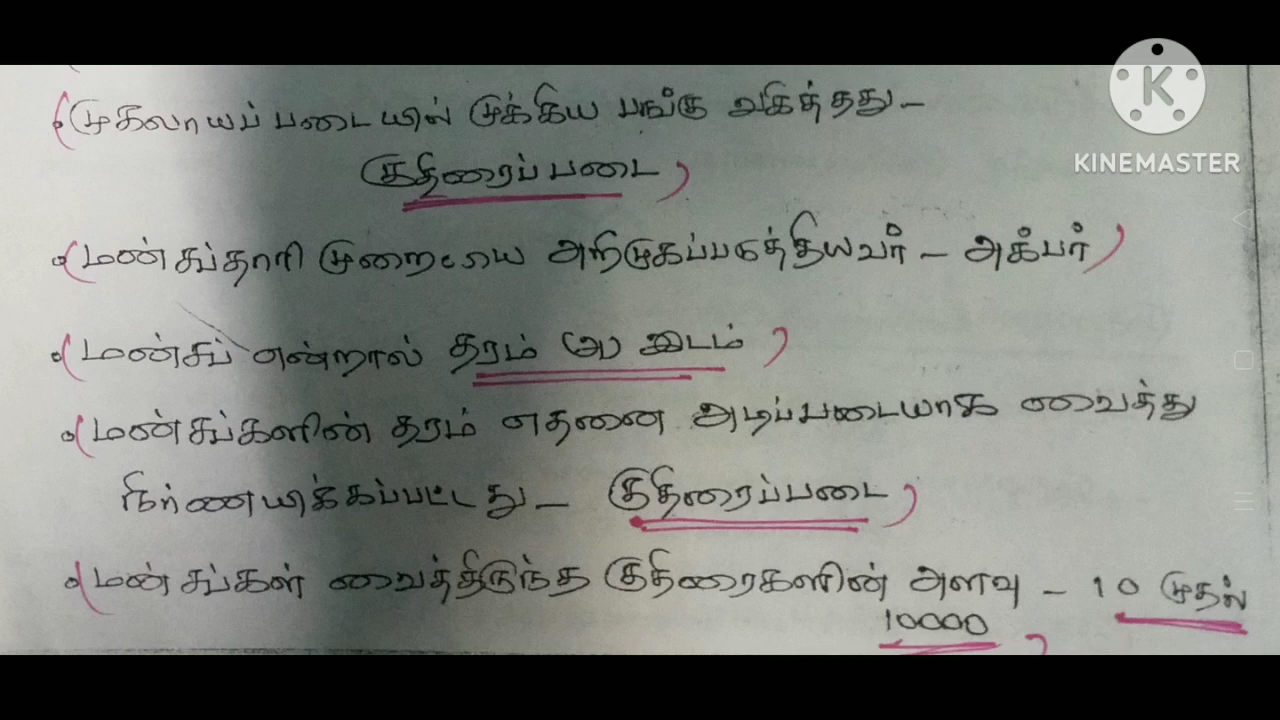 முகலாயப் படையில் முக்கிய பங்கு வகித்தது –
குதிரைப்படை
மன்சப்தாரி முறையை அறிமுகப்படுத்தியவர் – அக்பர்
மன்சப் என்றால் தரம் (அ) இடம்
மன்சப்களின் தரம் எதனை அடிப்படையாக வைத்து
நிர்ணயிக்கப்பட்டது – குதிரைப்படை
மன்சப்கள் வைத்திருந்த குதிரைகளின் அளவு – 10 முதல்
10000
K
KINEMASTER